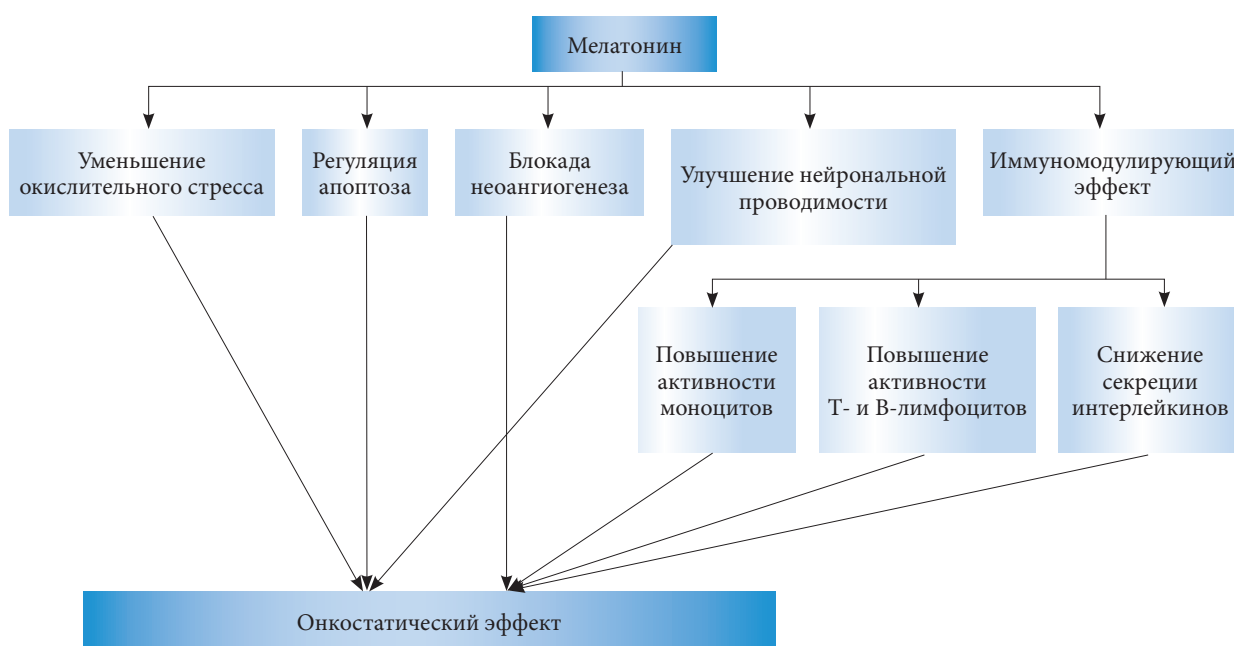 Мелатонин
Уменьшение
окислительного стресса
Регуляция
апоптоза
Блокада
неоангиогенеза
Улучшение нейрональной
проводимости
Иммуномодулирующий
эффект
Повышение
активности
моноцитов
Повышение
активности
Т- и В-лимфоцитов
Снижение
секреции
интерлейкинов
Онкостатический эффект